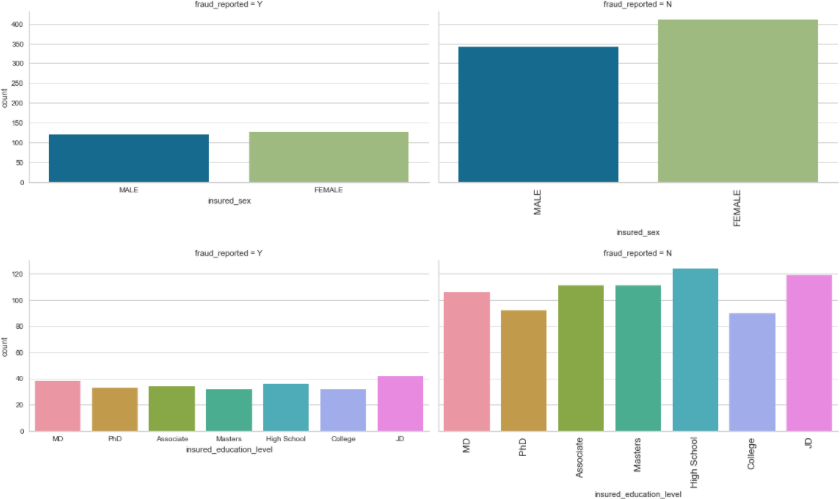 fraud_reported = Y
fraud_reported = N
400
350
300
250
200
150
100
50
0
count
MALE
FEMALE
insured_sex
MALE
FEMALE
insured_sex
fraud_reported = Y
fraud_reported = N
120
100
80
60
40
20
0
count
MD
PhD
Associate
Masters
High School
College
JD
insured_education_level
MD
PhD
Associate
Masters
High School
College
JD
insured_education_level